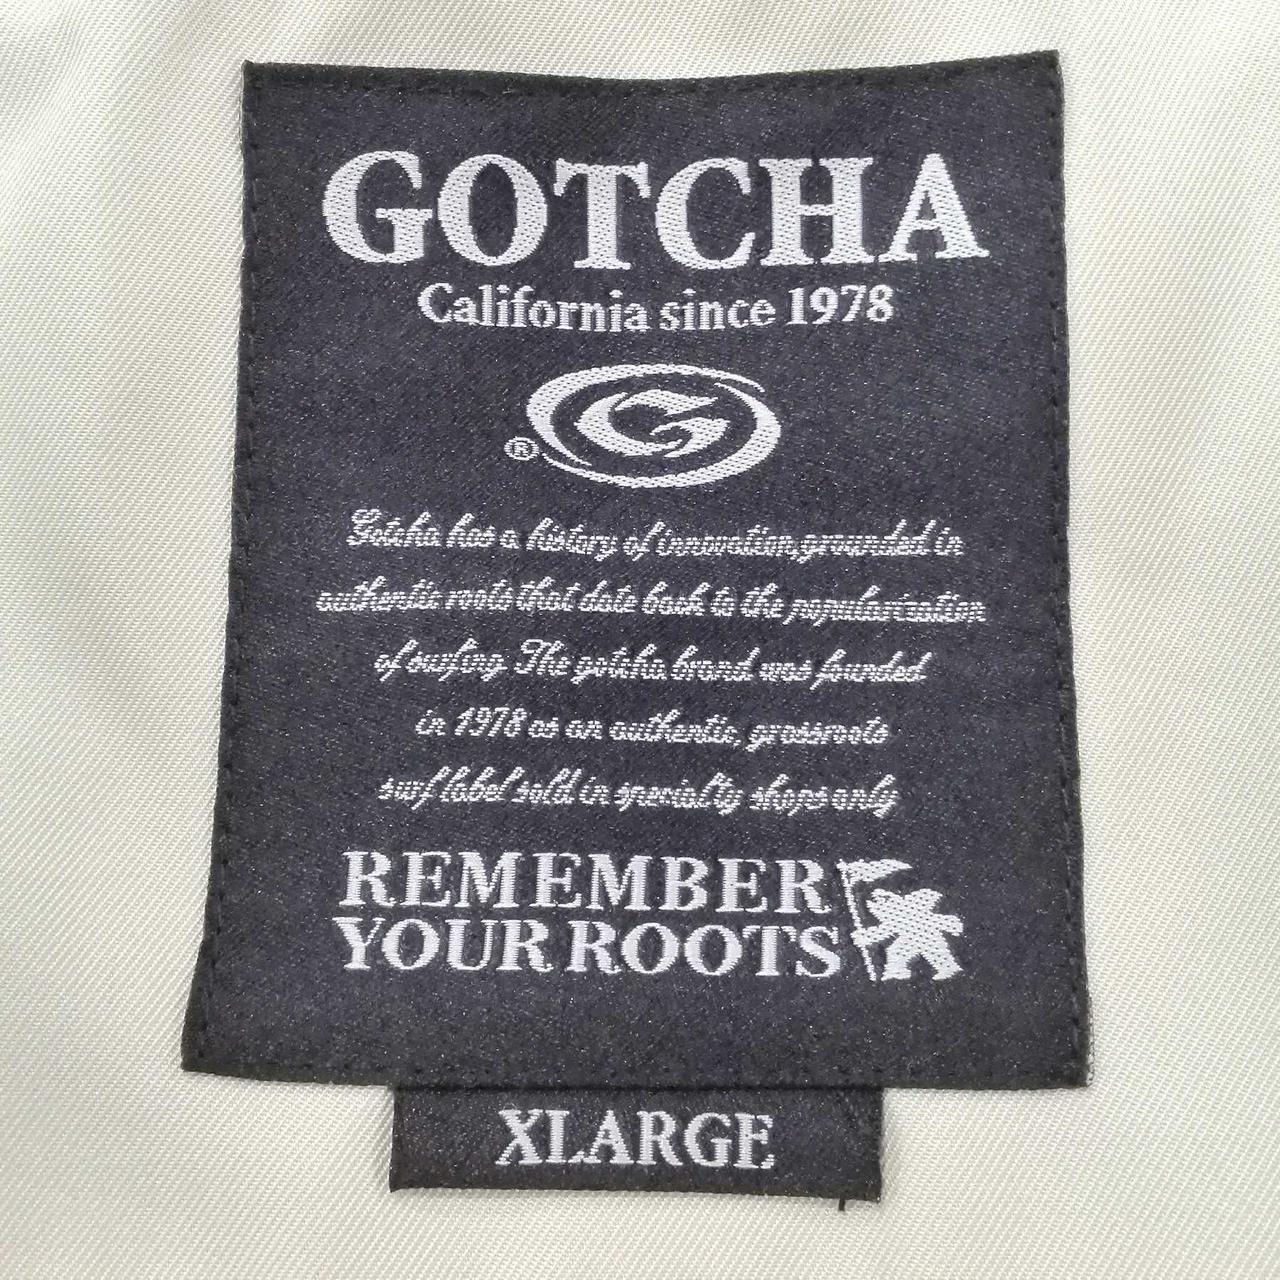 GOTCHA
California since 1978
G
®
Gotcha has a history of innovation, grounded in
authentic roots that date back to the popularization
of surfing. The gotcha brand was founded
in 1978 as an authentic, grassroots
surf label sold in specialty shops only
REMEMBER
YOUR ROOTS
XLARGE